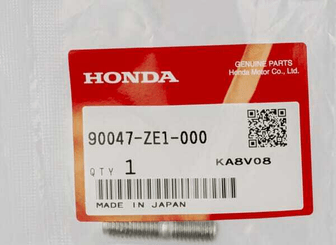 GENUINE PARTS
Honda Motor Co., Ltd.
HONDA
90047-ZE1-000
QTY 1 KA8V08
MADE IN JAPAN